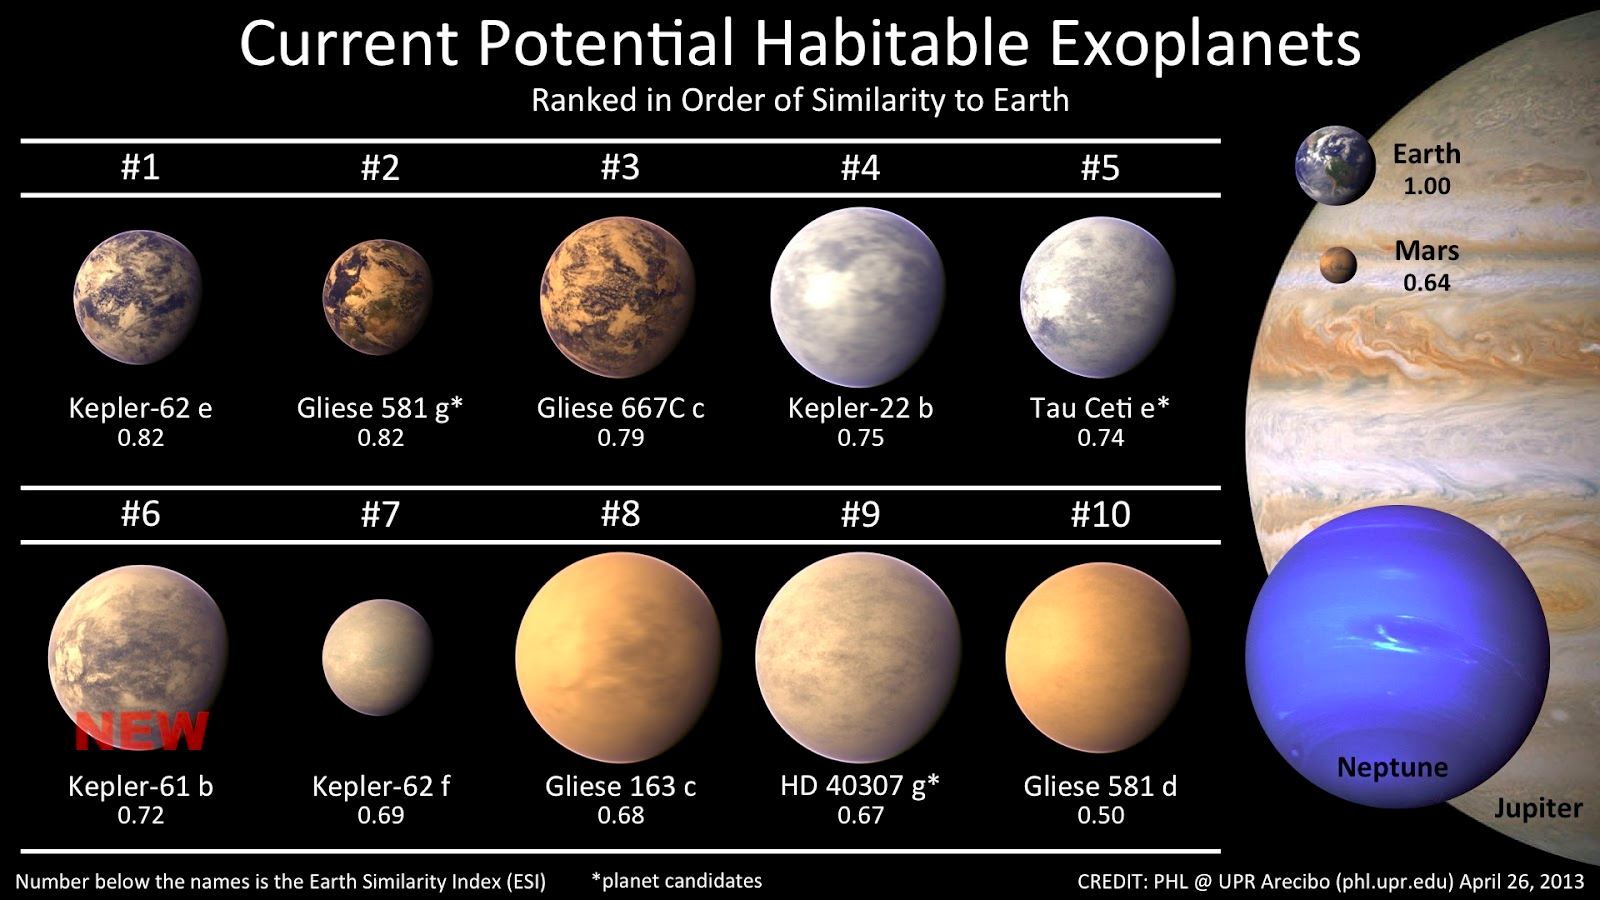 Current Potential Habitable Exoplanets
Ranked in Order of Similarity to Earth
#1 #2 #3 #4 #5
Kepler-62 e Gliese 581 g* Gliese 667C c Kepler-22 b Tau Ceti e*
0.82 0.82 0.79 0.75 0.74
#6 #7 #8 #9 #10
NEW
Kepler-61 b Kepler-62 f Gliese 163 c HD 40307 g* Gliese 581 d
0.72 0.69 0.68 0.67 0.50
Earth
1.00
Mars
0.64
Neptune
Jupiter
Number below the names is the Earth Similarity Index (ESI) *planet candidates CREDIT: PHL @ UPR Arecibo (phl.upr.edu) April 26, 2013